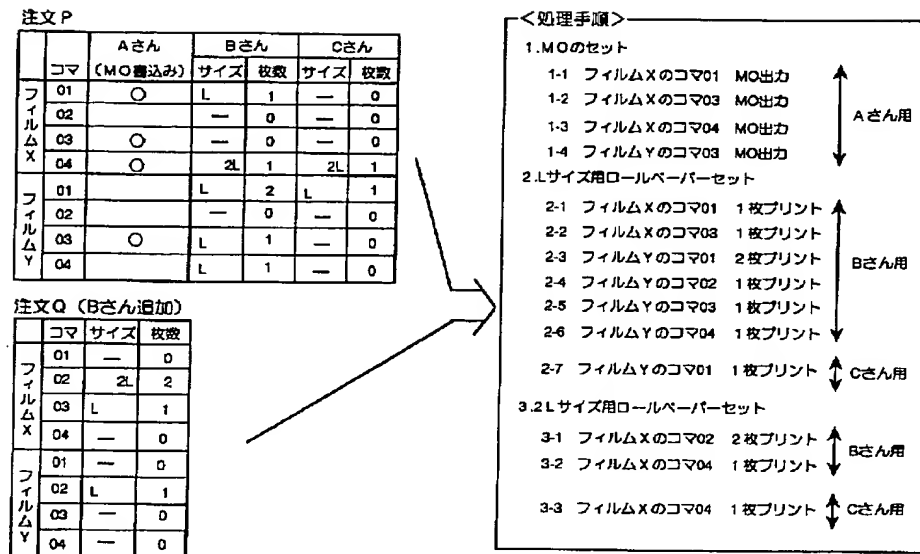 注文P
Aさん Bさん Cさん
コマ (MO書込み) サイズ 枚数 サイズ 枚数
フィルムX
01 ○ L 1 — 0
02 — 0 — 0
03 ○ — 0 — 0
04 ○ 2L 1 2L 1
フィルムY
01 L 2 L 1
02 — 0 — 0
03 ○ L 1 — 0
04 L 1 — 0
注文Q(Bさん追加)
コマ サイズ 枚数
フィルムX
01 — 0
02 2L 2
03 L 1
04 — 0
フィルムY
01 — 0
02 L 1
03 — 0
04 — 0
<処理手順>
1.MOのセット
1-1 フィルムXのコマ01 MO出力
1-2 フィルムXのコマ03 MO出力
1-3 フィルムXのコマ04 MO出力
1-4 フィルムYのコマ03 MO出力
Aさん用
2.Lサイズ用ロールペーパーセット
2-1 フィルムXのコマ01 1枚プリント
2-2 フィルムXのコマ03 1枚プリント
2-3 フィルムYのコマ01 2枚プリント
2-4 フィルムYのコマ02 1枚プリント
2-5 フィルムYのコマ03 1枚プリント
2-6 フィルムYのコマ04 1枚プリント
Bさん用
2-7 フィルムYのコマ01 1枚プリント
Cさん用
3.2Lサイズ用ロールペーパーセット
3-1 フィルムXのコマ02 2枚プリント
3-2 フィルムXのコマ04 1枚プリント
Bさん用
3-3 フィルムXのコマ04 1枚プリント
Cさん用